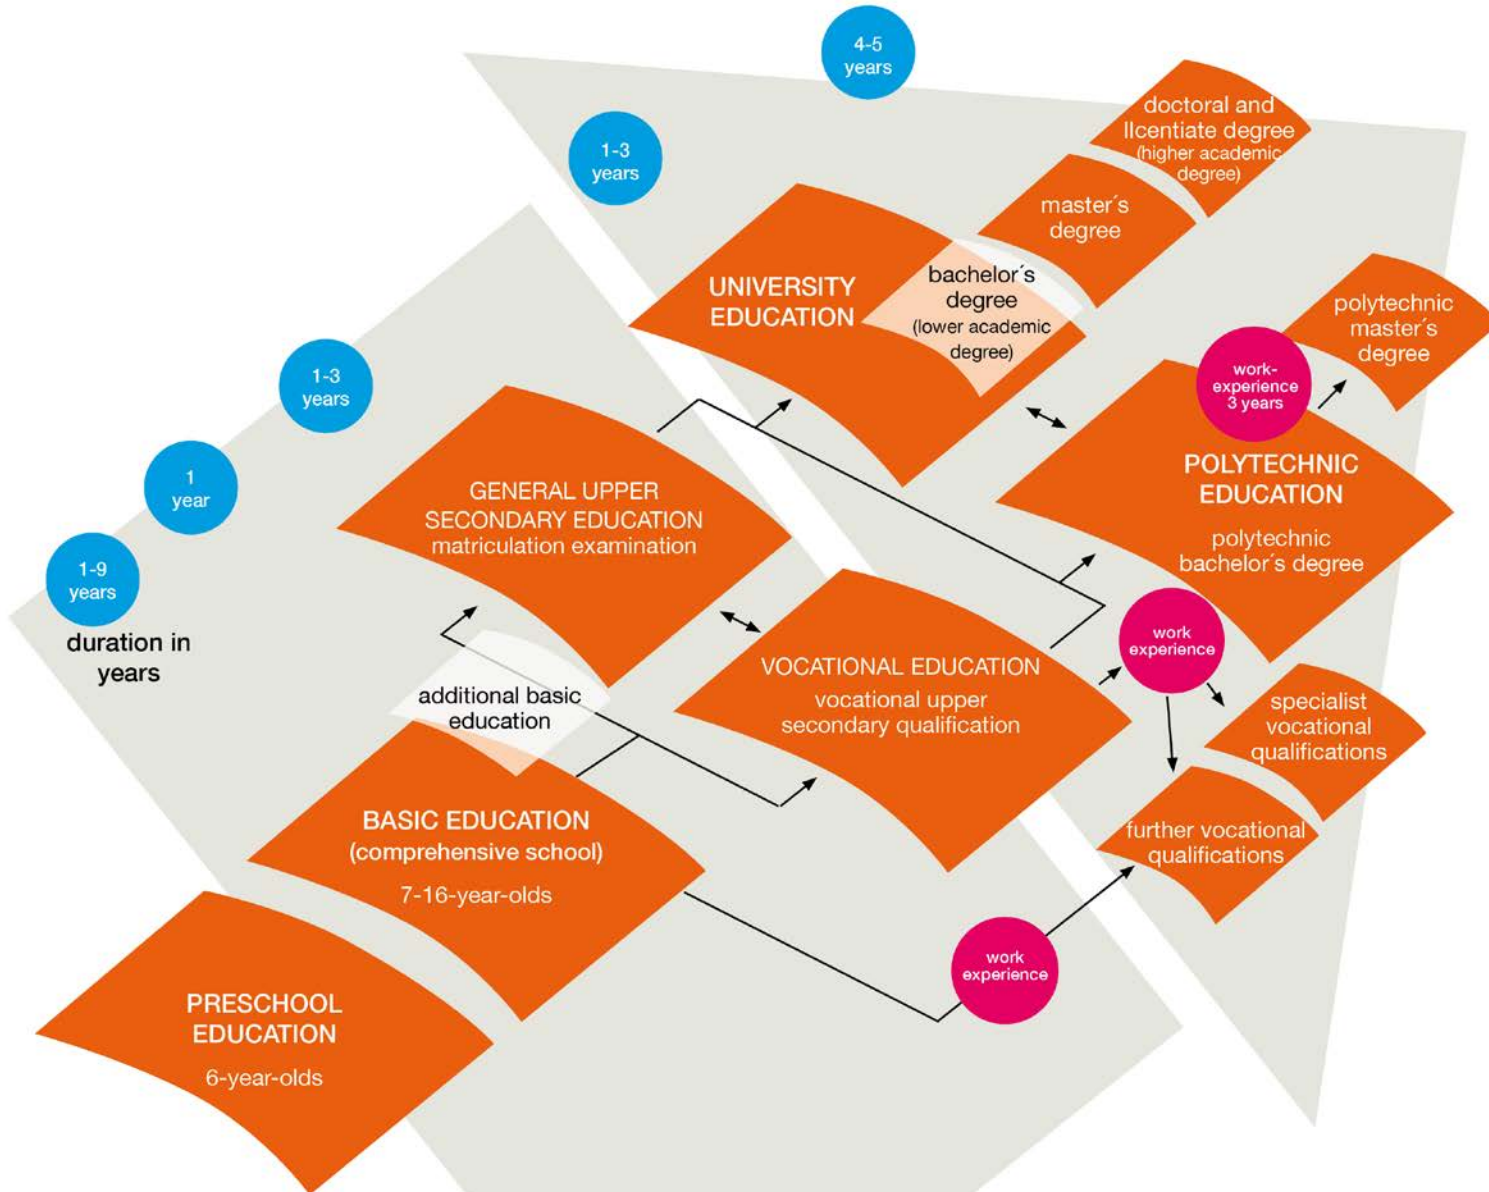 4-5
years
1-3
years
doctoral and
lIcentiate degree
(higher academic
degree)
master´s
degree
UNIVERSITY
EDUCATION
bachelor´s
degree
(lower academic
degree)
polytechnic
master´s
degree
work-
experience
3 years
POLYTECHNIC
EDUCATION
polytechnic
bachelor´s degree
1-3
years
1
year
1-9
years
duration in
years
GENERAL UPPER
SECONDARY EDUCATION
matriculation examination
VOCATIONAL EDUCATION
vocational upper
secondary qualification
work
experience
specialist
vocational
qualifications
further vocational
qualifications
additional basic
education
BASIC EDUCATION
(comprehensive school)
7-16-year-olds
work
experience
PRESCHOOL
EDUCATION
6-year-olds